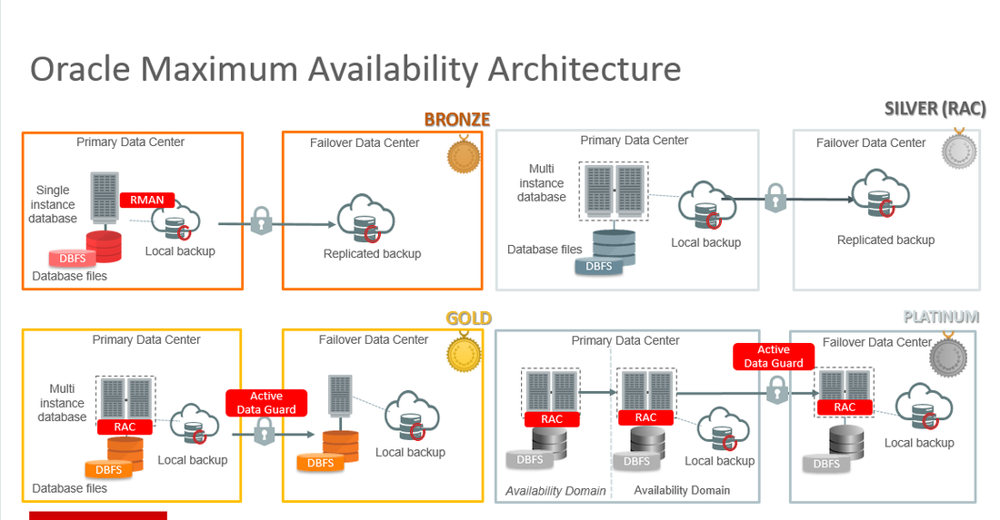 Oracle Maximum Availability Architecture
BRONZE
Primary Data Center
Single
instance
database
RMAN
Local backup
DBFS
Database files
Failover Data Center
Replicated backup
SILVER (RAC)
Primary Data Center
Multi
instance
database
Local backup
Database files
DBFS
Failover Data Center
Replicated backup
GOLD
Primary Data Center
Multi
instance
database
RAC
Local backup
DBFS
Database files
Active
Data Guard
Failover Data Center
Local backup
DBFS
PLATINUM
Primary Data Center
RAC
DBFS
Availability Domain
RAC
DBFS
Local backup
Availability Domain
Active
Data Guard
Failover Data Center
RAC
DBFS
Local backup